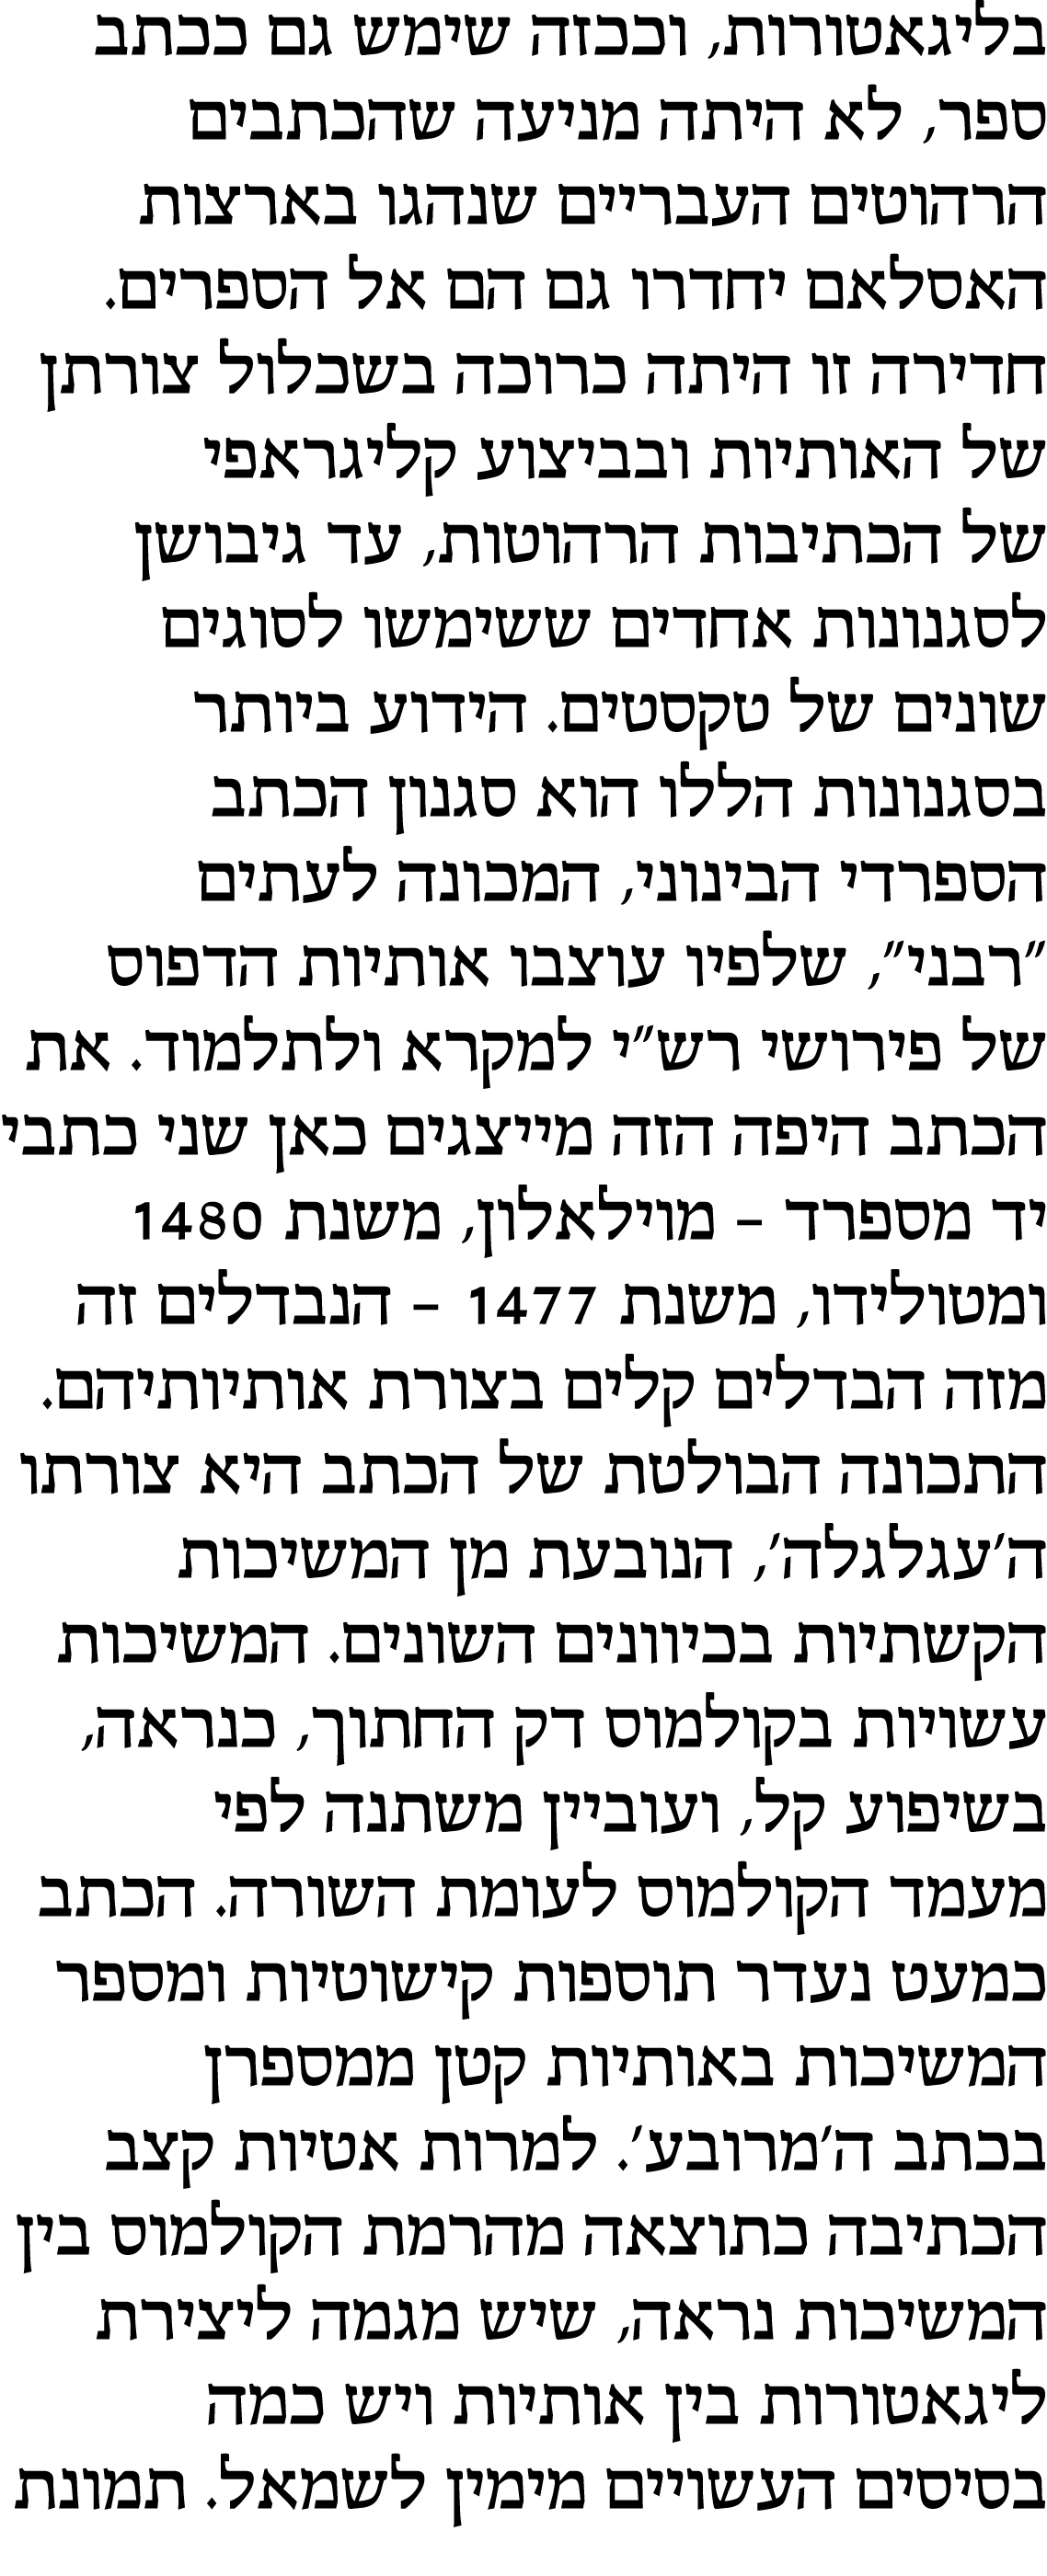 בליגאטורות, וככזה שימש גם ככתב
ספר, לא היתה מניעה שהכתבים
הרהוטים העבריים שנהגו בארצות
האסלאם יחדרו גם הם אל הספרים.
חדירה זו היתה כרוכה בשכלול צורתן
של האותיות ובביצוע קליגראפי
של הכתיבות הרהוטות, עד גיבושן
לסגנונות אחדים ששימשו לסוגים
שונים של טקסטים. הידוע ביותר
בסגנונות הללו הוא סגנון הכתב
הספרדי הבינוני, המכונה לעתים
"רבני", שלפיו עוצבו אותיות הדפוס
של פירושי רש"י למקרא ולתלמוד. את
הכתב היפה הזה מייצגים כאן שני כתבי
יד מספרד – מוילאלון, משנת 1480
ומטולידו, משנת 1477 – הנבדלים זה
מזה הבדלים קלים בצורת אותיותיהם.
התכונה הבולטת של הכתב היא צורתו
ה'עגלגלה', הנובעת מן המשיכות
הקשתיות בכיוונים השונים. המשיכות
עשויות בקולמוס דק החתוך, כנראה,
בשיפוע קל, ועוביין משתנה לפי
מעמד הקולמוס לעומת השורה. הכתב
כמעט נעדר תוספות קישוטיות ומספר
המשיכות באותיות קטן ממספרן
בכתב ה'מרובע'. למרות אטיות קצב
הכתיבה כתוצאה מהרמת הקולמוס בין
המשיכות נראה, שיש מגמה ליצירת
ליגאטורות בין אותיות ויש כמה
בסיסים העשויים מימין לשמאל. תמונת